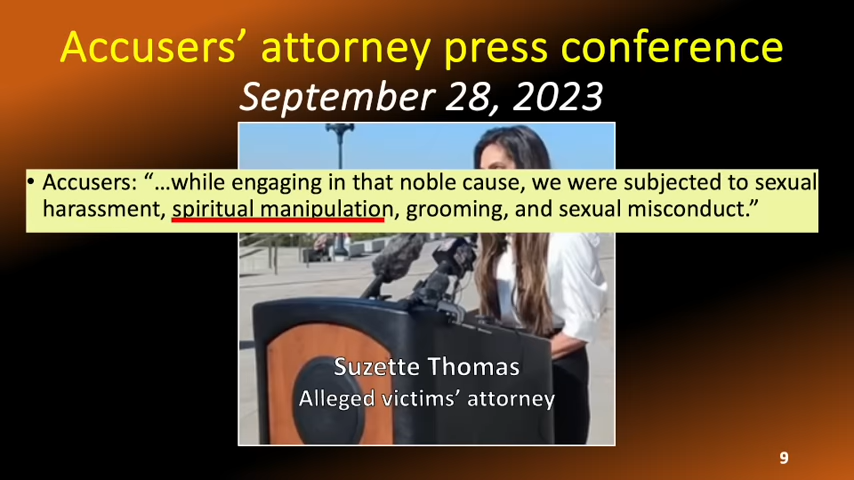 Accusers’ attorney press conference
September 28, 2023
• Accusers: “...while engaging in that noble cause, we were subjected to sexual
harassment, spiritual manipulation, grooming, and sexual misconduct.”
Suzette Thomas
Alleged victims’ attorney
9